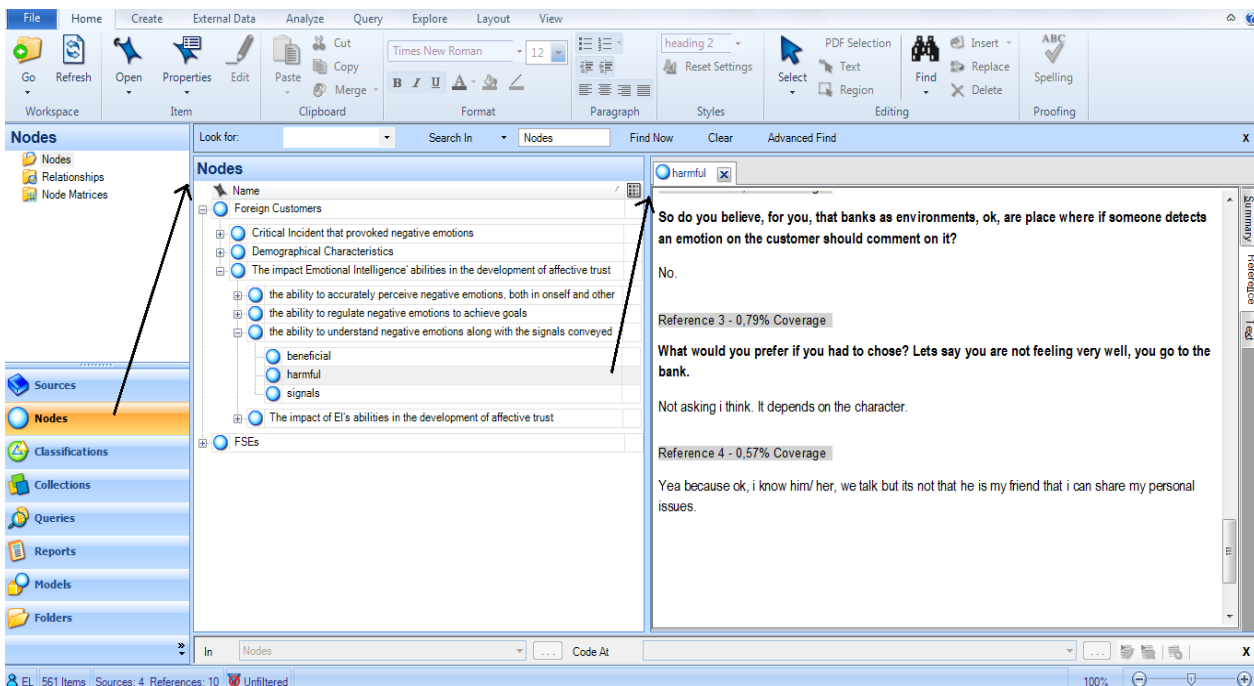 File Home Create External Data Analyze Query Explore Layout View
Go Refresh Open Properties Edit Paste Cut Copy Merge Times New Roman 12 heading 2 Reset Settings Select PDF Selection Text Region Find Insert Replace Delete ABC Spelling
B I U A
Workspace Item Clipboard Format Paragraph Styles Editing Proofing
Nodes
Nodes
Relationships
Node Matrices
Look for: Search In Nodes Find Now Clear Advanced Find x
Nodes
Name
Foreign Customers
Critical Incident that provoked negative emotions
Demographical Characteristics
The impact Emotional Intelligence' abilities in the development of affective trust
the ability to accurately perceive negative emotions, both in onself and other
the ability to regulate negative emotions to achieve goals
the ability to understand negative emotions along with the signals conveyed
beneficial
harmful
signals
The impact of EI's abilities in the development of affective trust
FSEs
harmful
So do you believe, for you, that banks as environments, ok, are place where if someone detects
an emotion on the customer should comment on it?
No.
Reference 3 - 0,79% Coverage
What would you prefer if you had to chose? Lets say you are not feeling very well, you go to the
bank.
Not asking i think. It depends on the character.
Reference 4 - 0,57% Coverage
Yea because ok, i know him/ her, we talk but its not that he is my friend that i can share my personal
issues.
Summary
Reference
Text
Sources
Nodes
Classifications
Collections
Queries
Reports
Models
Folders
In Nodes ... Code At ... x
EL 561 Items Sources: 4 References: 10 Unfiltered 100%